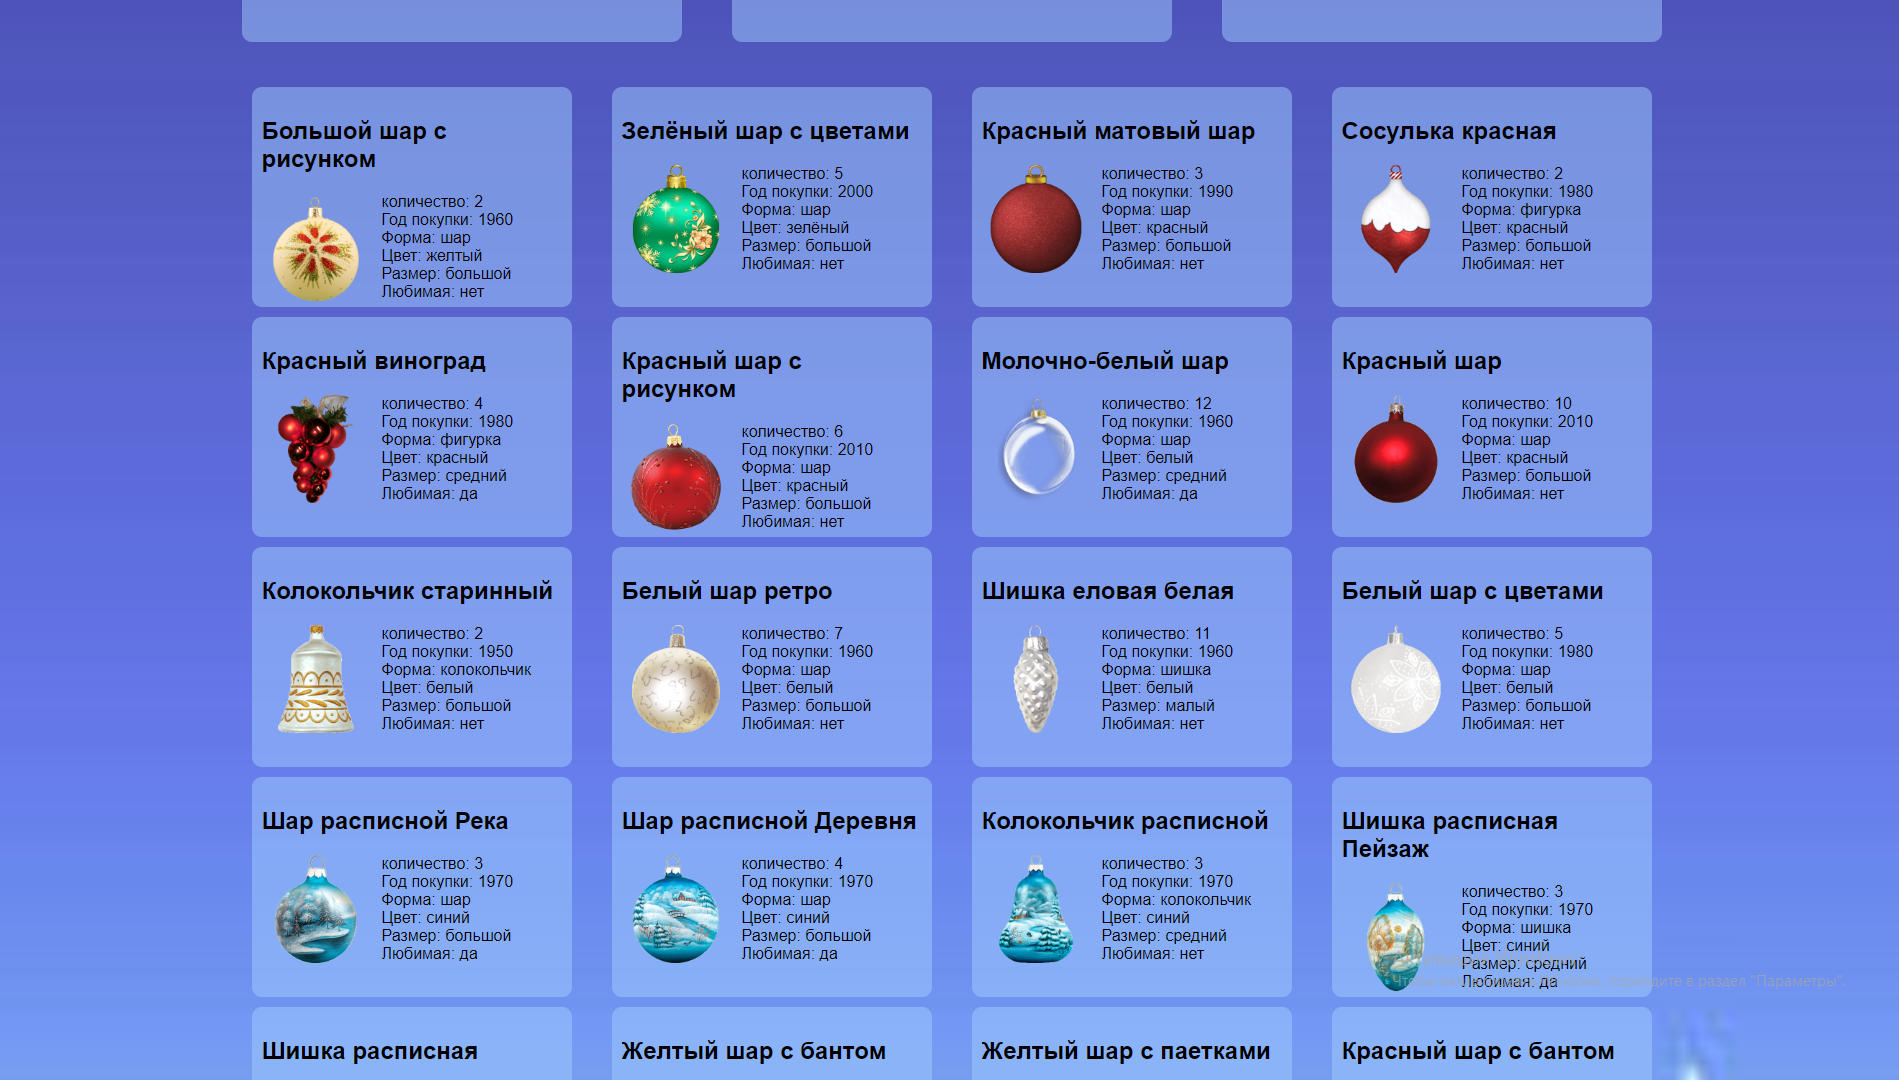 Большой шар с
рисунком
количество: 2
Год покупки: 1960
Форма: шар
Цвет: желтый
Размер: большой
Любимая: нет
Зелёный шар с цветами
количество: 5
Год покупки: 2000
Форма: шар
Цвет: зелёный
Размер: большой
Любимая: нет
Красный матовый шар
количество: 3
Год покупки: 1990
Форма: шар
Цвет: красный
Размер: большой
Любимая: нет
Сосулька красная
количество: 2
Год покупки: 1980
Форма: фигурка
Цвет: красный
Размер: большой
Любимая: нет
Красный виноград
количество: 4
Год покупки: 1980
Форма: фигурка
Цвет: красный
Размер: средний
Любимая: да
Красный шар с
рисунком
количество: 6
Год покупки: 2010
Форма: шар
Цвет: красный
Размер: большой
Любимая: нет
Молочно-белый шар
количество: 12
Год покупки: 1960
Форма: шар
Цвет: белый
Размер: средний
Любимая: да
Красный шар
количество: 10
Год покупки: 2010
Форма: шар
Цвет: красный
Размер: большой
Любимая: нет
Колокольчик старинный
количество: 2
Год покупки: 1950
Форма: колокольчик
Цвет: белый
Размер: большой
Любимая: нет
Белый шар ретро
количество: 7
Год покупки: 1960
Форма: шар
Цвет: белый
Размер: большой
Любимая: нет
Шишка еловая белая
количество: 11
Год покупки: 1960
Форма: шишка
Цвет: белый
Размер: малый
Любимая: нет
Белый шар с цветами
количество: 5
Год покупки: 1980
Форма: шар
Цвет: белый
Размер: большой
Любимая: нет
Шар расписной Река
количество: 3
Год покупки: 1970
Форма: шар
Цвет: синий
Размер: большой
Любимая: да
Шар расписной Деревня
количество: 4
Год покупки: 1970
Форма: шар
Цвет: синий
Размер: большой
Любимая: да
Колокольчик расписной
количество: 3
Год покупки: 1970
Форма: колокольчик
Цвет: синий
Размер: средний
Любимая: нет
Шишка расписная
Пейзаж
количество: 3
Год покупки: 1970
Форма: шишка
Цвет: синий
Размер: средний
Любимая: да
в раздел "Параметры".
Шишка расписная
Желтый шар с бантом
Желтый шар с паетками
Красный шар с бантом